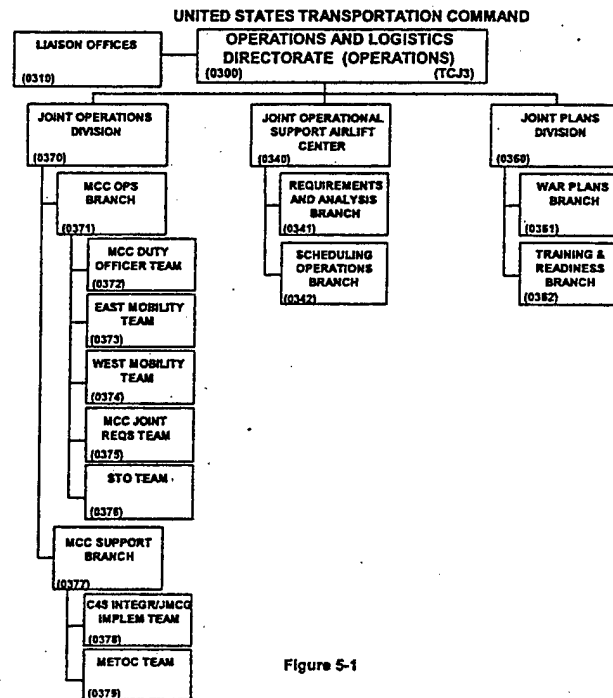 UNITED STATES TRANSPORTATION COMMAND
LIAISON OFFICES
(0310)
OPERATIONS AND LOGISTICS
DIRECTORATE (OPERATIONS)
(0300) (TCJ3)
JOINT OPERATIONS
DIVISION
(0370)
MCC OPS
BRANCH
(0371)
MCC DUTY
OFFICER TEAM
(0372)
EAST MOBILITY
TEAM
(0373)
WEST MOBILITY
TEAM
(0374)
MCC JOINT
REQS TEAM
(0375)
STO TEAM
(0376)
MCC SUPPORT
BRANCH
(0377)
C4S INTEGR/JMCG
IMPLEM TEAM
(0378)
METOC TEAM
(0379)
JOINT OPERATIONAL
SUPPORT AIRLIFT
CENTER
(0340)
REQUIREMENTS
AND ANALYSIS
BRANCH
(0341)
SCHEDULING
OPERATIONS
BRANCH
(0342)
JOINT PLANS
DIVISION
(0360)
WAR PLANS
BRANCH
(0361)
TRAINING &
READINESS
BRANCH
(0362)
Figure 5-1